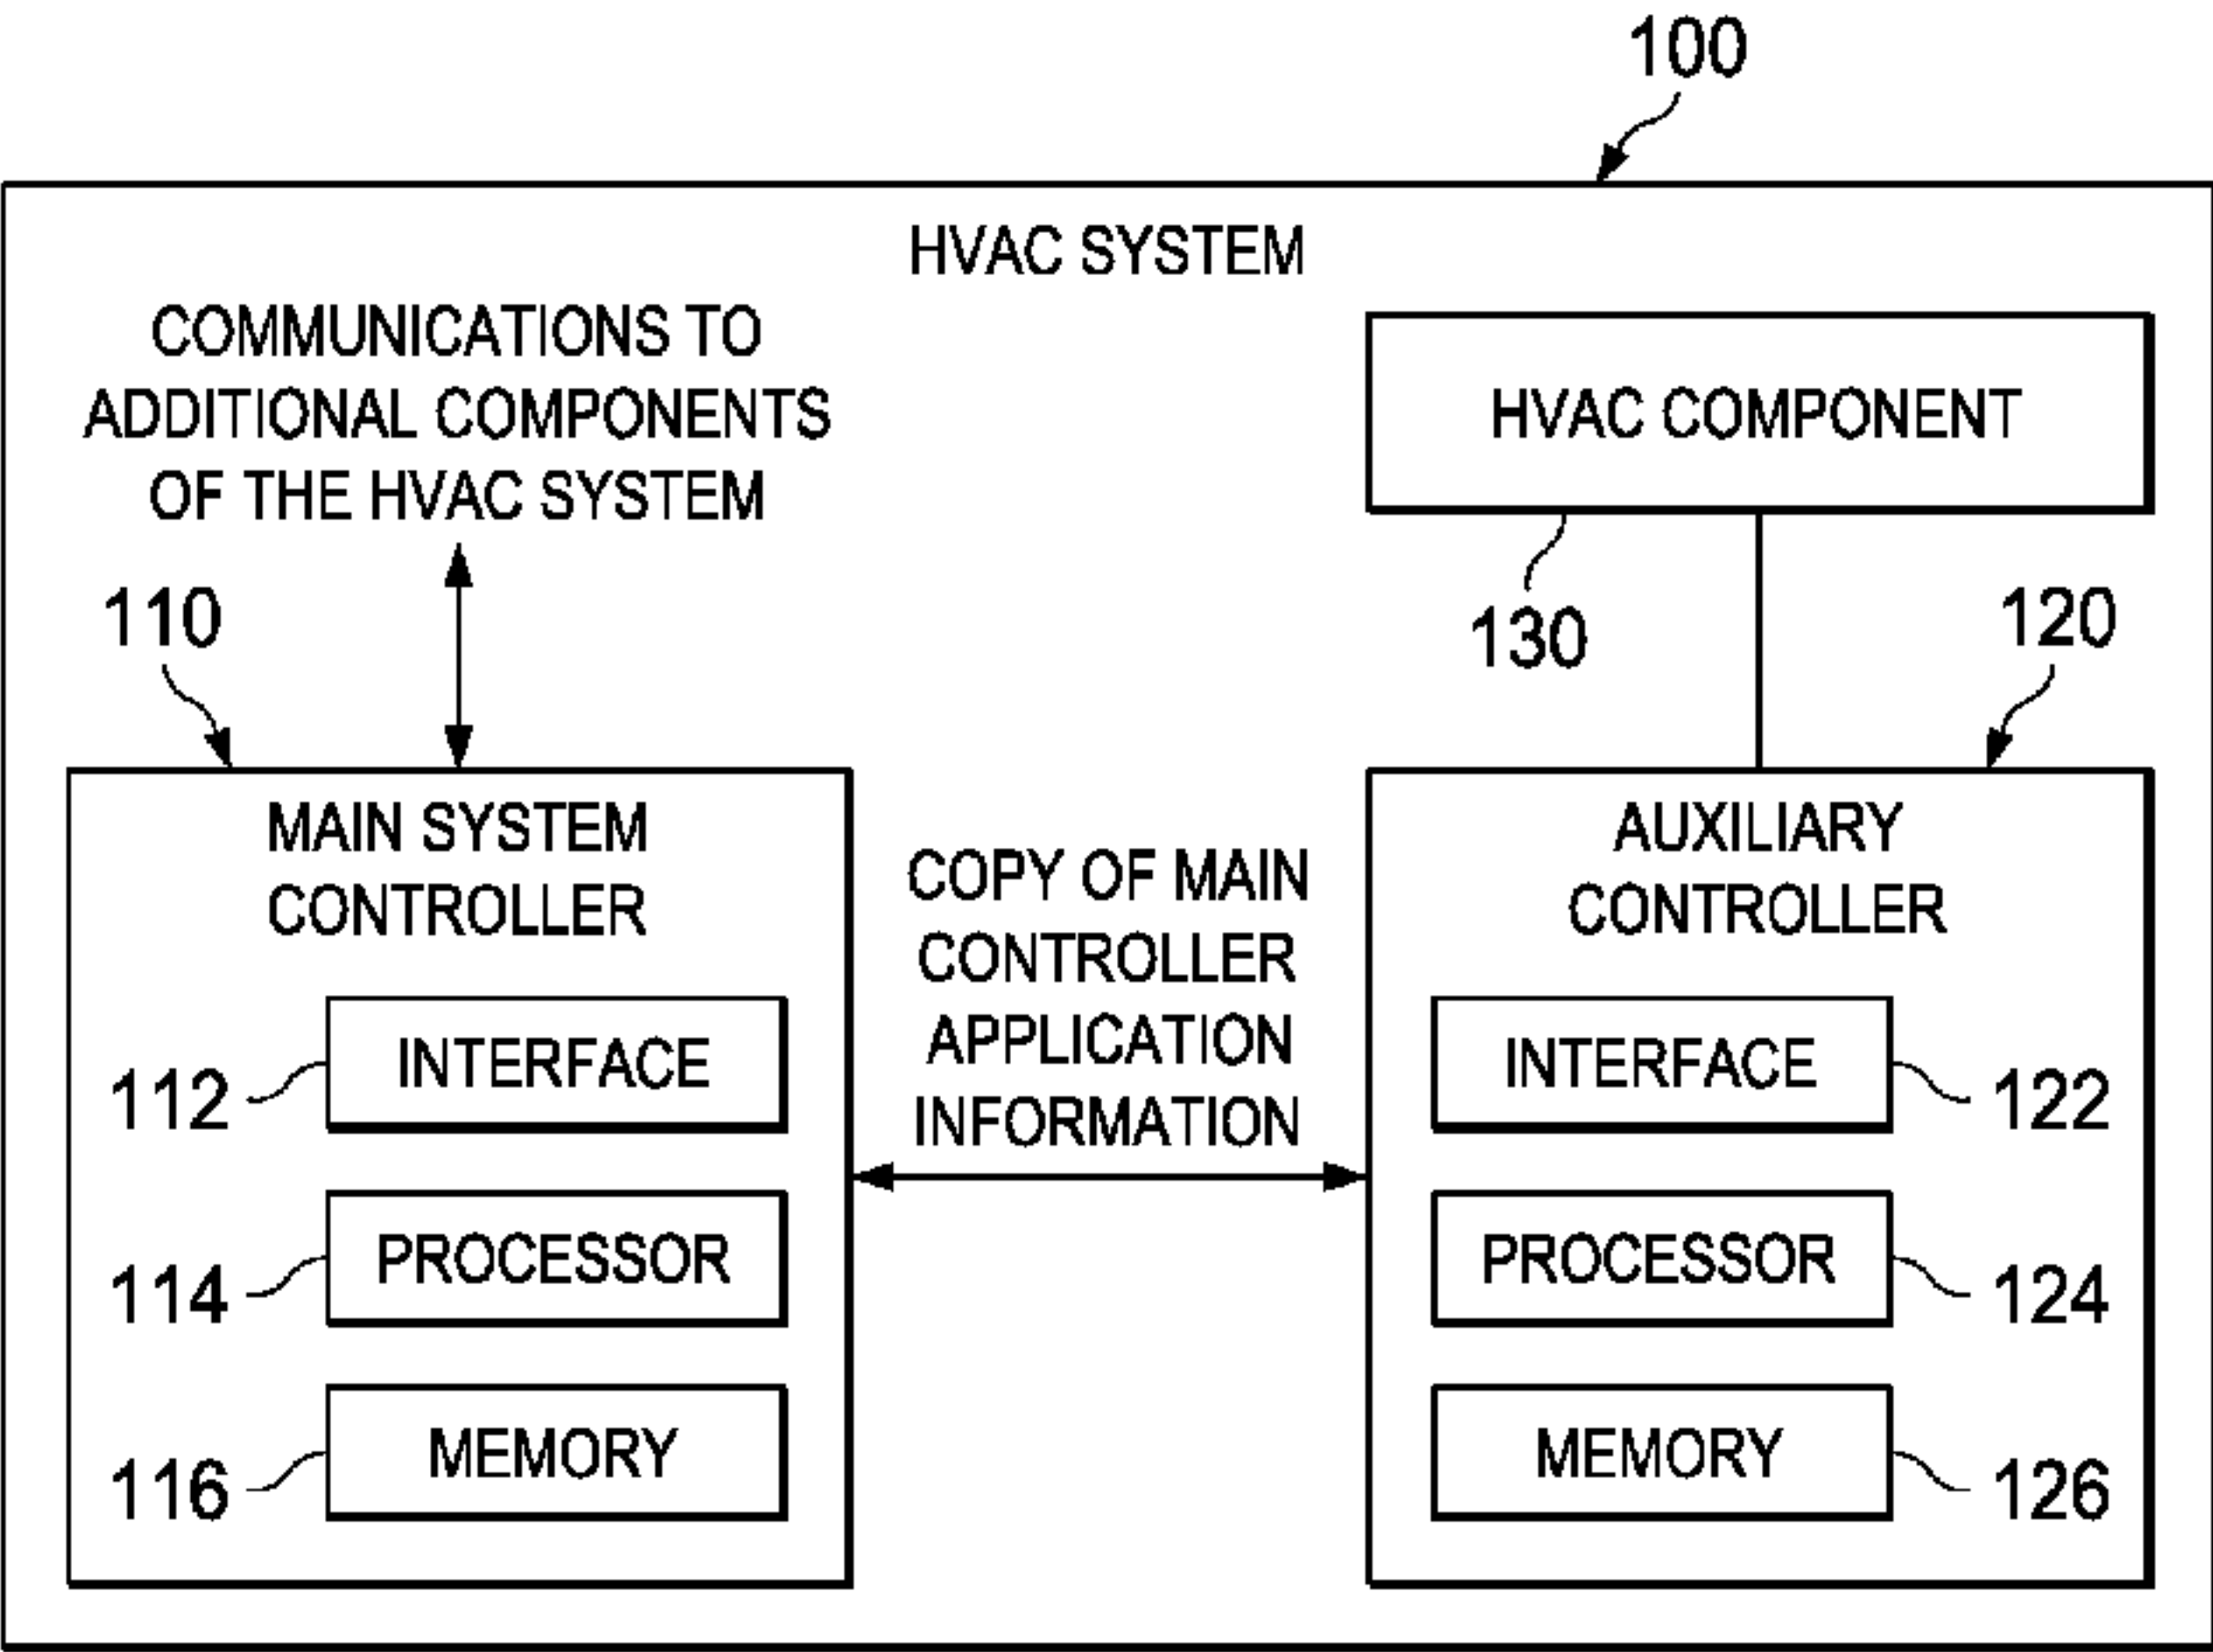 100
HVAC SYSTEM
COMMUNICATIONS TO
ADDITIONAL COMPONENTS
OF THE HVAC SYSTEM
HVAC COMPONENT
130
110
120
MAIN SYSTEM
CONTROLLER
112
INTERFACE
114
PROCESSOR
116
MEMORY
COPY OF MAIN
CONTROLLER
APPLICATION
INFORMATION
AUXILIARY
CONTROLLER
INTERFACE
122
PROCESSOR
124
MEMORY
126